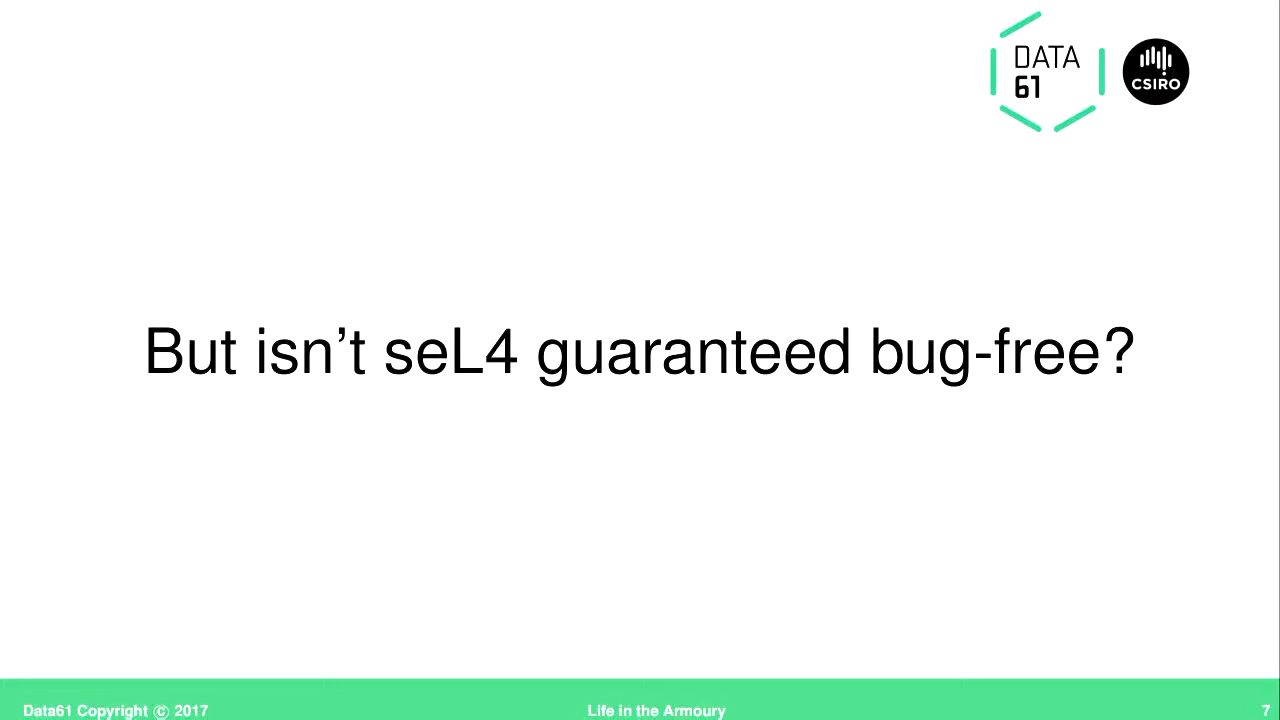 DATA
61
CSIRO
But isn’t seL4 guaranteed bug-free?
Data61 Copyright © 2017
Life in the Armoury
7